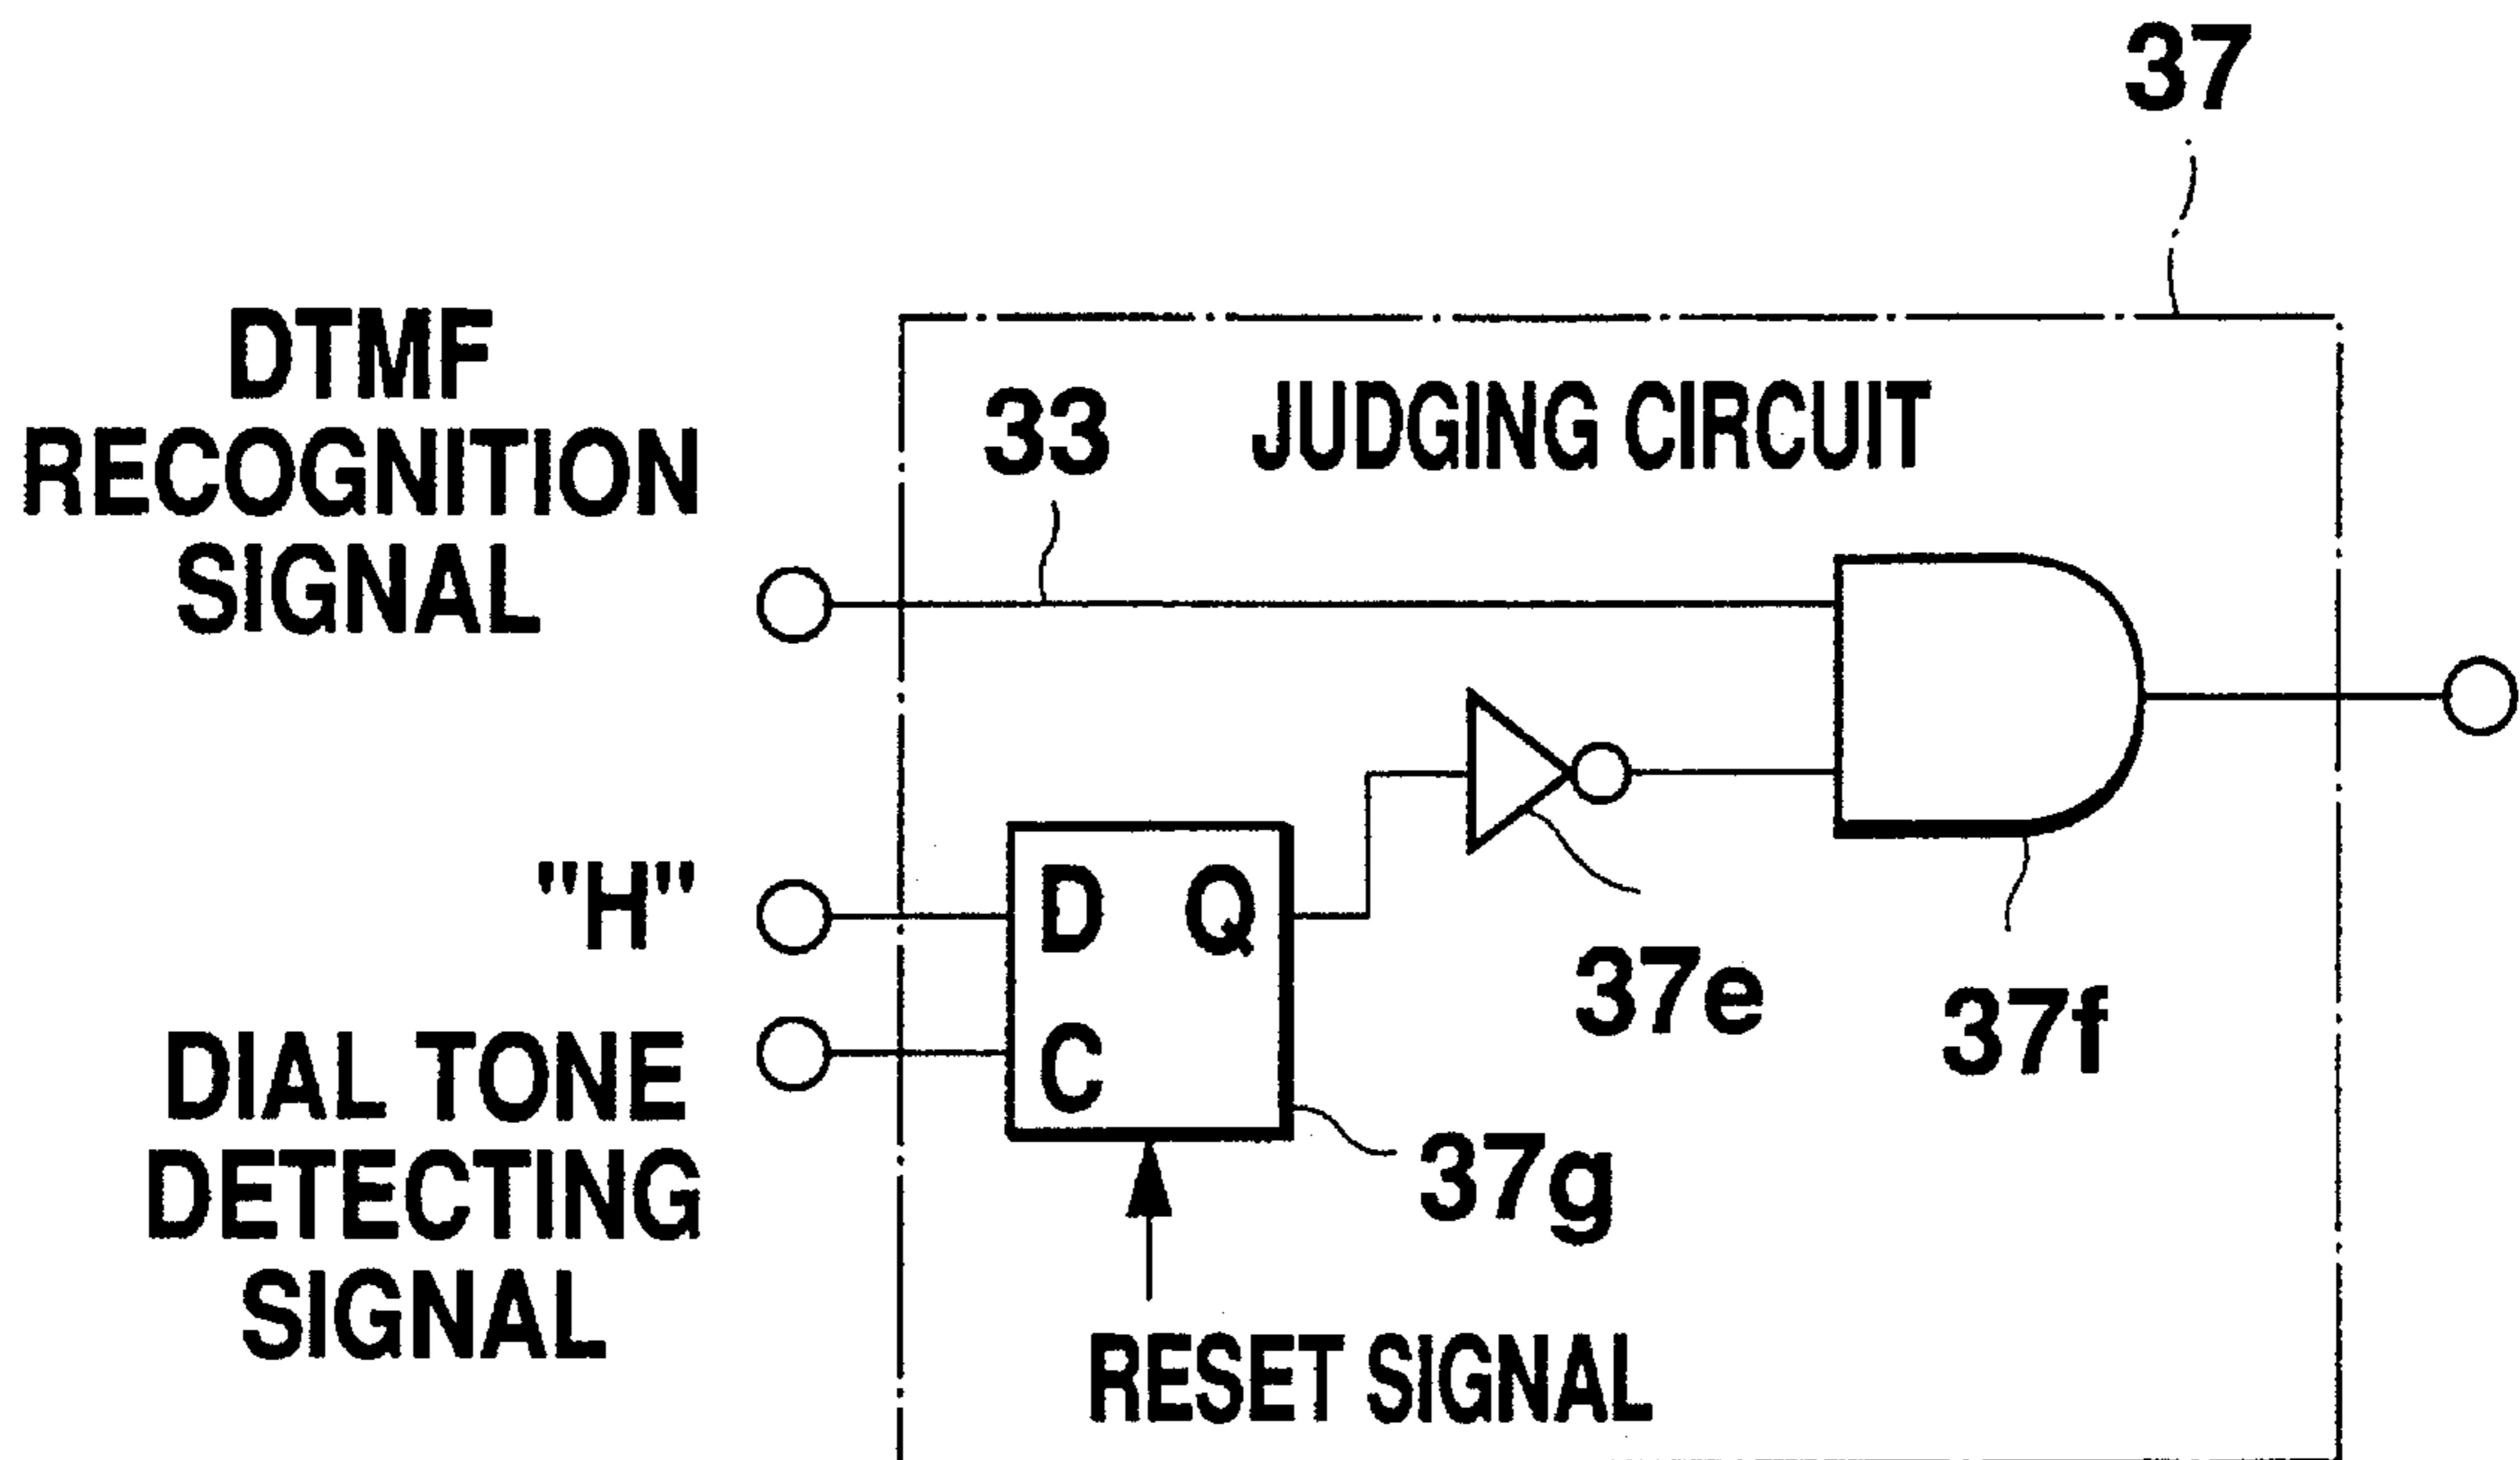 37
DTMF
RECOGNITION
SIGNAL
33
JUDGING CIRCUIT
"H"
D Q
C
37e
37f
DIAL TONE
DETECTING
SIGNAL
37g
RESET SIGNAL